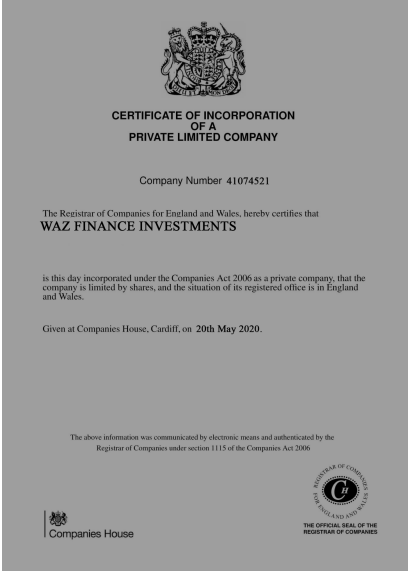 CERTIFICATE OF INCORPORATION
OF A
PRIVATE LIMITED COMPANY
Company Number 41074521
The Registrar of Companies for England and Wales, hereby certifies that
WAZ FINANCE INVESTMENTS
is this day incorporated under the Companies Act 2006 as a private company, that the
company is limited by shares, and the situation of its registered office is in England
and Wales.
Given at Companies House, Cardiff, on 20th May 2020.
The above information was communicated by electronic means and authenticated by the
Registrar of Companies under section 1115 of the Companies Act 2006
Companies House
REGISTRAR OF COMPANIES
FOR ENGLAND AND WALES
CH
THE OFFICIAL SEAL OF THE
REGISTRAR OF COMPANIES